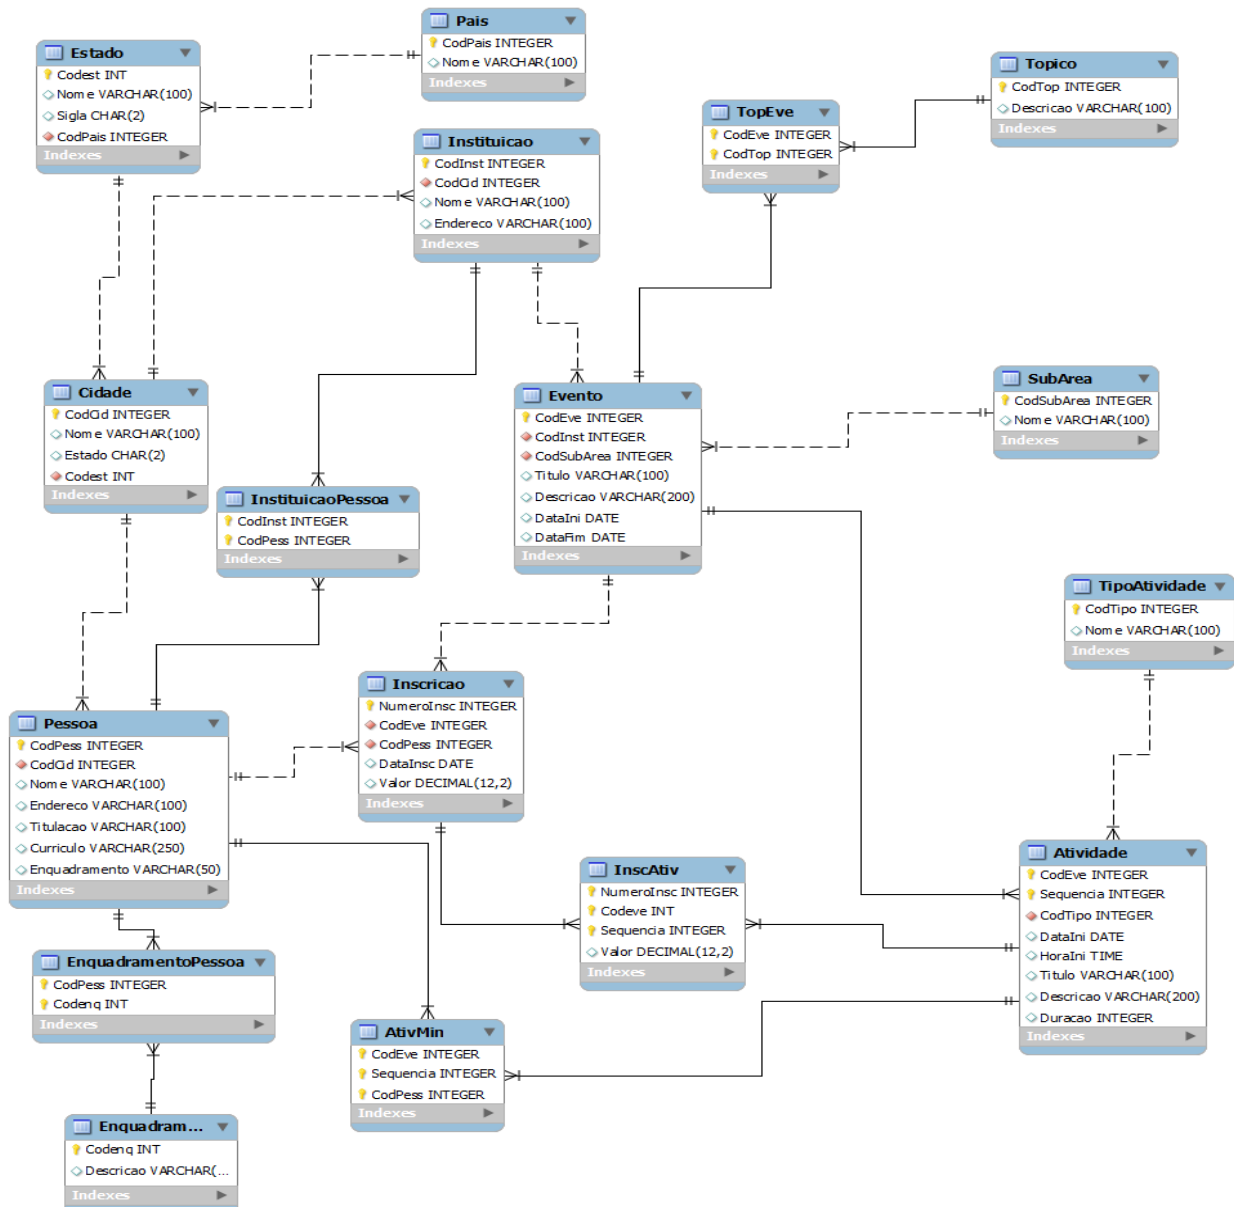 Pais
CodPais INTEGER
Nome VARCHAR(100)
Indexes
Estado
Codest INT
Nome VARCHAR(100)
Sigla CHAR(2)
CodPais INTEGER
Indexes
Topico
CodTop INTEGER
Descricao VARCHAR(100)
Indexes
TopEve
CodEve INTEGER
CodTop INTEGER
Indexes
Instituicao
CodInst INTEGER
CodCid INTEGER
Nome VARCHAR(100)
Endereco VARCHAR(100)
Indexes
Cidade
CodCid INTEGER
Nome VARCHAR(100)
Estado CHAR(2)
Codest INT
Indexes
Evento
CodEve INTEGER
CodInst INTEGER
CodSubArea INTEGER
Titulo VARCHAR(100)
Descricao VARCHAR(200)
DataIni DATE
DataFim DATE
Indexes
SubArea
CodSubArea INTEGER
Nome VARCHAR(100)
Indexes
InstituicaoPessoa
CodInst INTEGER
CodPess INTEGER
Indexes
TipoAtividade
CodTipo INTEGER
Nome VARCHAR(100)
Indexes
Inscricao
NumeroInsc INTEGER
CodEve INTEGER
CodPess INTEGER
DataInsc DATE
Valor DECIMAL(12,2)
Indexes
Pessoa
CodPess INTEGER
CodCid INTEGER
Nome VARCHAR(100)
Endereco VARCHAR(100)
Titulacao VARCHAR(100)
Curriculo VARCHAR(250)
Enquadramento VARCHAR(50)
Indexes
InscAtiv
NumeroInsc INTEGER
Codeve INT
Sequencia INTEGER
Valor DECIMAL(12,2)
Indexes
Atividade
CodEve INTEGER
Sequencia INTEGER
CodTipo INTEGER
DataIni DATE
HoraIni TIME
Titulo VARCHAR(100)
Descricao VARCHAR(200)
Duracao INTEGER
Indexes
EnquadramentoPessoa
CodPess INTEGER
Codenq INT
Indexes
AtivMin
CodEve INTEGER
Sequencia INTEGER
CodPess INTEGER
Indexes
Enquadram...
Codenq INT
Descricao VARCHAR(...
Indexes